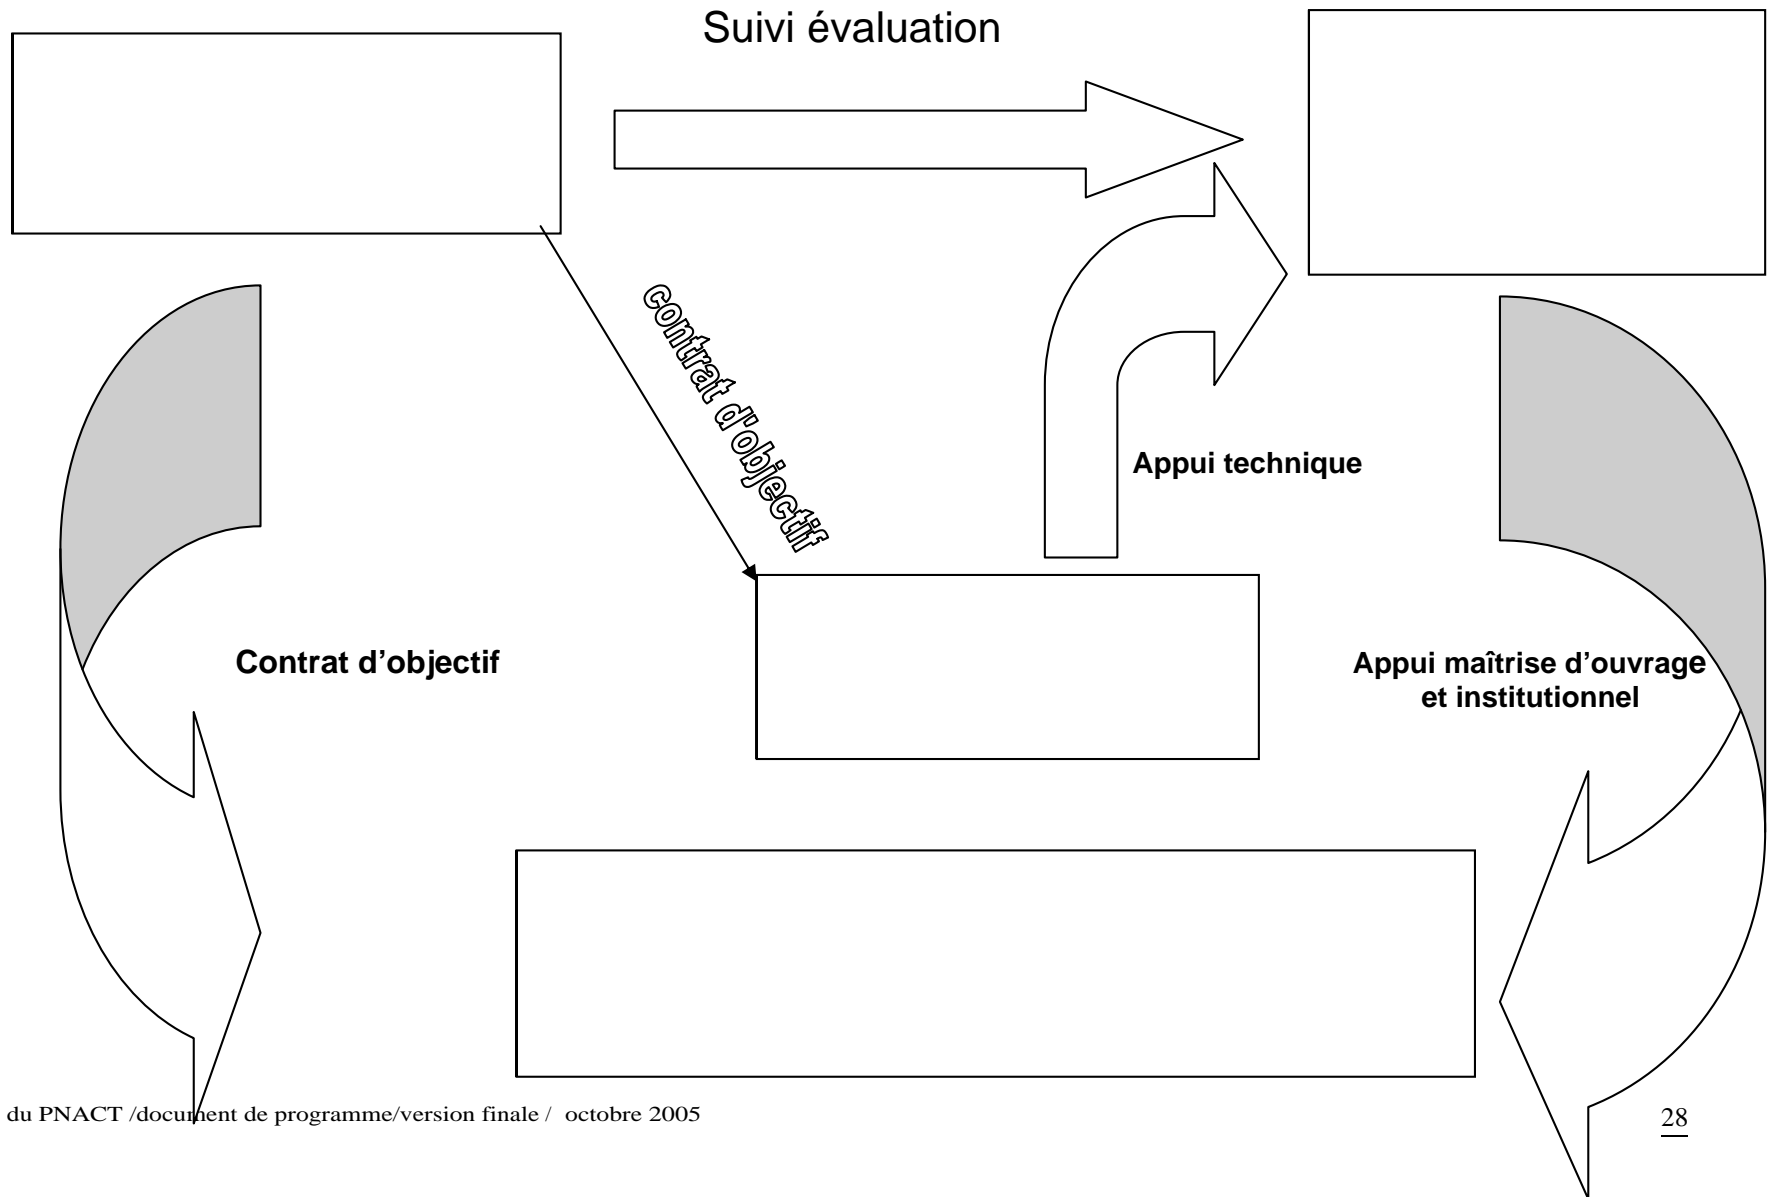 Suivi évaluation
contrat d'objectif
Appui technique
Contrat d’objectif
Appui maîtrise d’ouvrage
et institutionnel
du PNACT /document de programme/version finale / octobre 2005
28